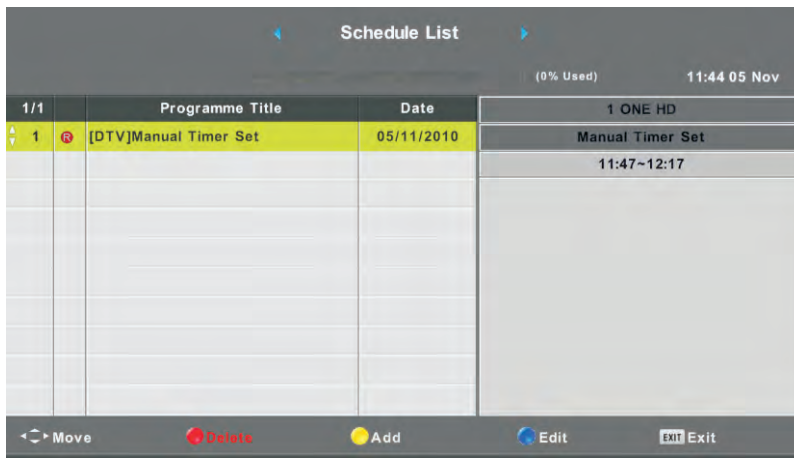 Schedule List
(0% Used) 11:44 05 Nov
1/1 Programme Title Date 1 ONE HD
1 R [DTV]Manual Timer Set 05/11/2010 Manual Timer Set
11:47~12:17
Move Delete Add Edit EXIT Exit